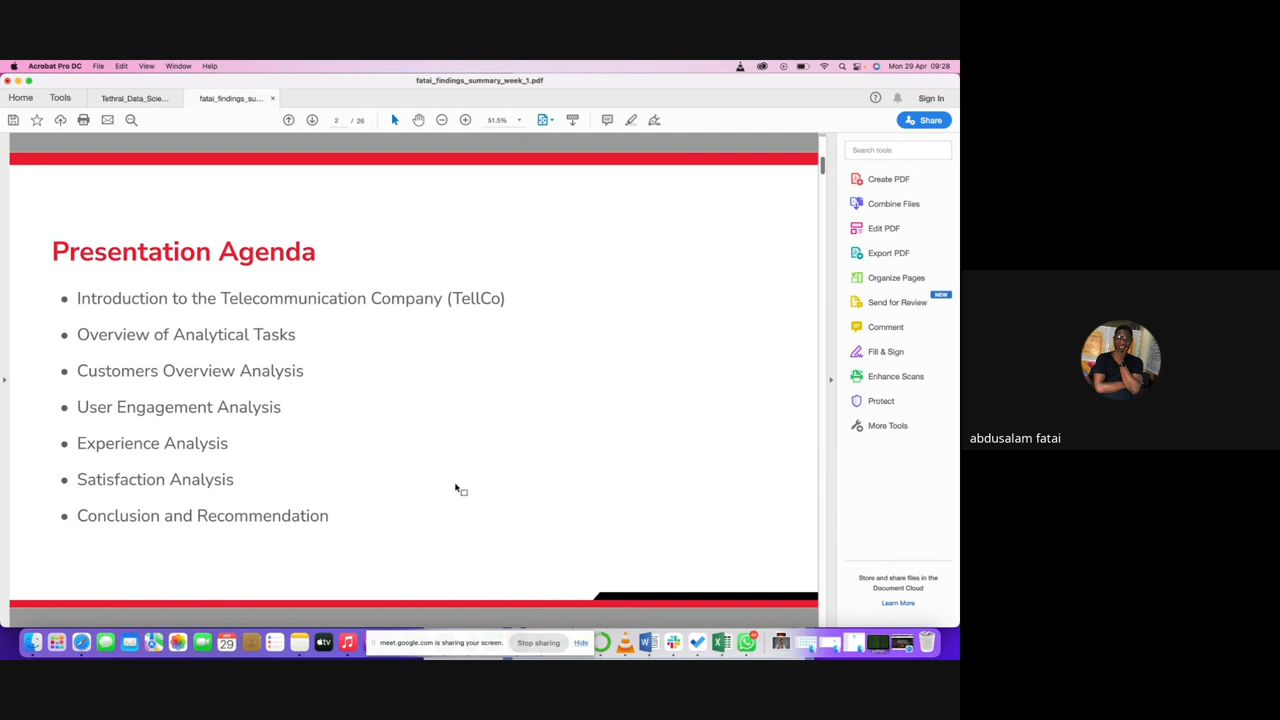 Acrobat Pro DC File Edit View Window Help Mon 29 Apr 09:28
fatai_findings_summary_week_1.pdf
Home Tools Tethral_Data_Scie... fatai_findings_su... × Sign In
2 / 26 51.5% Share
Presentation Agenda
• Introduction to the Telecommunication Company (TellCo)
• Overview of Analytical Tasks
• Customers Overview Analysis
• User Engagement Analysis
• Experience Analysis
• Satisfaction Analysis
• Conclusion and Recommendation
Search tools
Create PDF
Combine Files
Edit PDF
Export PDF
Organize Pages
Send for Review NEW
Comment
Fill & Sign
Enhance Scans
Protect
More Tools
Store and share files in the
Document Cloud
Learn More
abdusalam fatai
meet.google.com is sharing your screen. Stop sharing Hide
29
tv